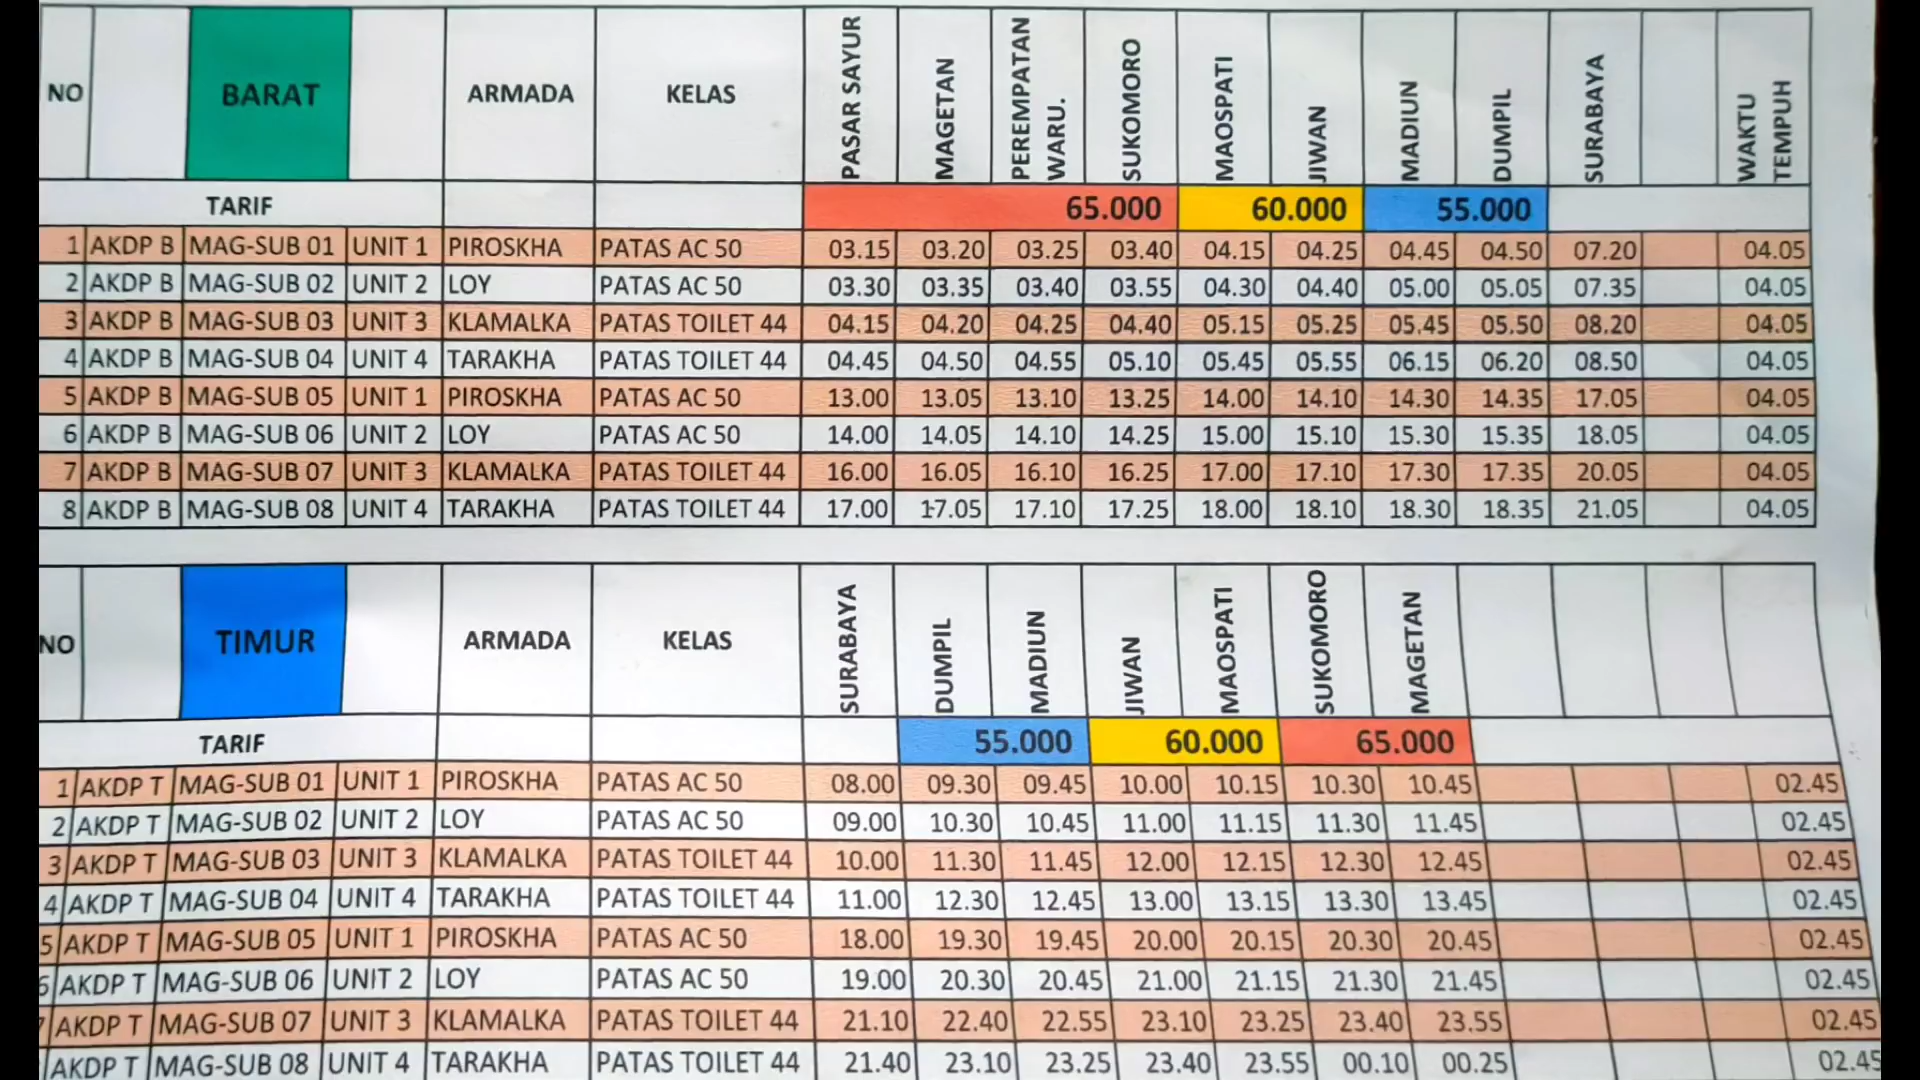 NO BARAT ARMADA KELAS PASAR SAYUR MAGETAN PEREMPATAN WARU. SUKOMORO MAOSPATI JIWAN MADIUN DUMPIL SURABAYA WAKTU TEMPUH
TARIF 65.000 60.000 55.000
1 AKDP B MAG-SUB 01 UNIT 1 PIROSKHA PATAS AC 50 03.15 03.20 03.25 03.40 04.15 04.25 04.45 04.50 07.20 04.05
2 AKDP B MAG-SUB 02 UNIT 2 LOY PATAS AC 50 03.30 03.35 03.40 03.55 04.30 04.40 05.00 05.05 07.35 04.05
3 AKDP B MAG-SUB 03 UNIT 3 KLAMALKA PATAS TOILET 44 04.15 04.20 04.25 04.40 05.15 05.25 05.45 05.50 08.20 04.05
4 AKDP B MAG-SUB 04 UNIT 4 TARAKHA PATAS TOILET 44 04.45 04.50 04.55 05.10 05.45 05.55 06.15 06.20 08.50 04.05
5 AKDP B MAG-SUB 05 UNIT 1 PIROSKHA PATAS AC 50 13.00 13.05 13.10 13.25 14.00 14.10 14.30 14.35 17.05 04.05
6 AKDP B MAG-SUB 06 UNIT 2 LOY PATAS AC 50 14.00 14.05 14.10 14.25 15.00 15.10 15.30 15.35 18.05 04.05
7 AKDP B MAG-SUB 07 UNIT 3 KLAMALKA PATAS TOILET 44 16.00 16.05 16.10 16.25 17.00 17.10 17.30 17.35 20.05 04.05
8 AKDP B MAG-SUB 08 UNIT 4 TARAKHA PATAS TOILET 44 17.00 17.05 17.10 17.25 18.00 18.10 18.30 18.35 21.05 04.05
NO TIMUR ARMADA KELAS SURABAYA DUMPIL MADIUN JIWAN MAOSPATI SUKOMORO MAGETAN
TARIF 55.000 60.000 65.000
1 AKDP T MAG-SUB 01 UNIT 1 PIROSKHA PATAS AC 50 08.00 09.30 09.45 10.00 10.15 10.30 10.45 02.45
2 AKDP T MAG-SUB 02 UNIT 2 LOY PATAS AC 50 09.00 10.30 10.45 11.00 11.15 11.30 11.45 02.45
3 AKDP T MAG-SUB 03 UNIT 3 KLAMALKA PATAS TOILET 44 10.00 11.30 11.45 12.00 12.15 12.30 12.45 02.45
4 AKDP T MAG-SUB 04 UNIT 4 TARAKHA PATAS TOILET 44 11.00 12.30 12.45 13.00 13.15 13.30 13.45 02.45
5 AKDP T MAG-SUB 05 UNIT 1 PIROSKHA PATAS AC 50 18.00 19.30 19.45 20.00 20.15 20.30 20.45 02.45
6 AKDP T MAG-SUB 06 UNIT 2 LOY PATAS AC 50 19.00 20.30 20.45 21.00 21.15 21.30 21.45 02.45
AKDP T MAG-SUB 07 UNIT 3 KLAMALKA PATAS TOILET 44 21.10 22.40 22.55 23.10 23.25 23.40 23.55 02.45
AKDP T MAG-SUB 08 UNIT 4 TARAKHA PATAS TOILET 44 21.40 23.10 23.25 23.40 23.55 00.10 00.25 02.45